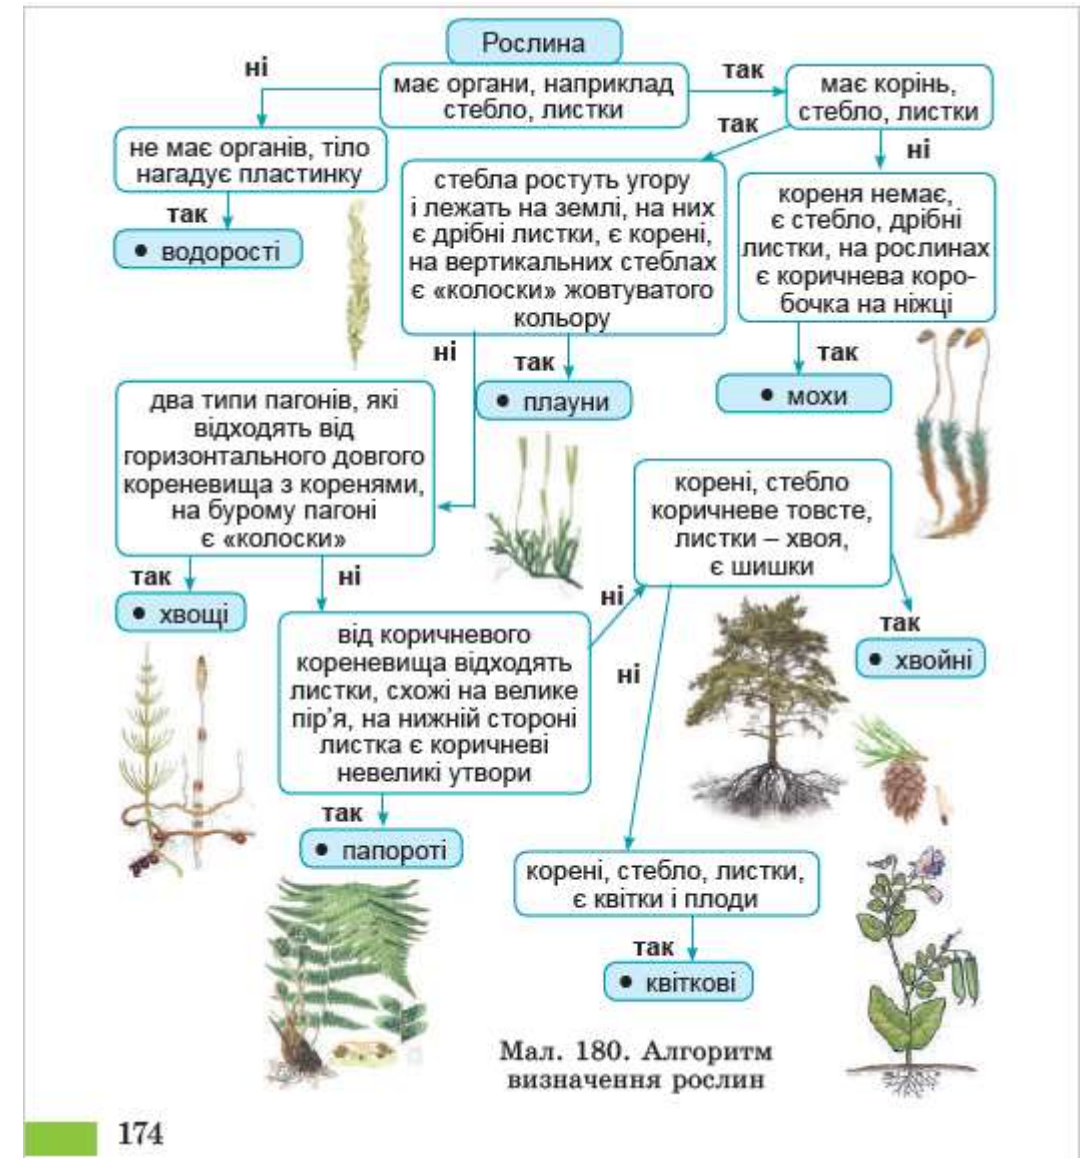 Рослина
ні
має органи, наприклад
стебло, листки
так
має корінь,
стебло, листки
не має органів, тіло
нагадує пластинку
так
ні
так
• водорості
стебла ростуть угору
і лежать на землі, на них
є дрібні листки, є корені,
на вертикальних стеблах
є «колоски» жовтуватого
кольору
кореня немає,
є стебло, дрібні
листки, на рослинах
є коричнева коро-
бочка на ніжці
ні
так
• плауни
так
• мохи
два типи пагонів, які
відходять від
горизонтального довгого
кореневища з коренями,
на бурому пагоні
є «колоски»
корені, стебло
коричневе товсте,
листки – хвоя,
є шишки
так
• хвощі
ні
від коричневого
кореневища відходять
листки, схожі на велике
пір’я, на нижній стороні
листка є коричневі
невеликі утвори
ні
ні
так
• хвойні
так
• папороті
корені, стебло, листки,
є квітки і плоди
так
• квіткові
Мал. 180. Алгоритм
визначення рослин
174